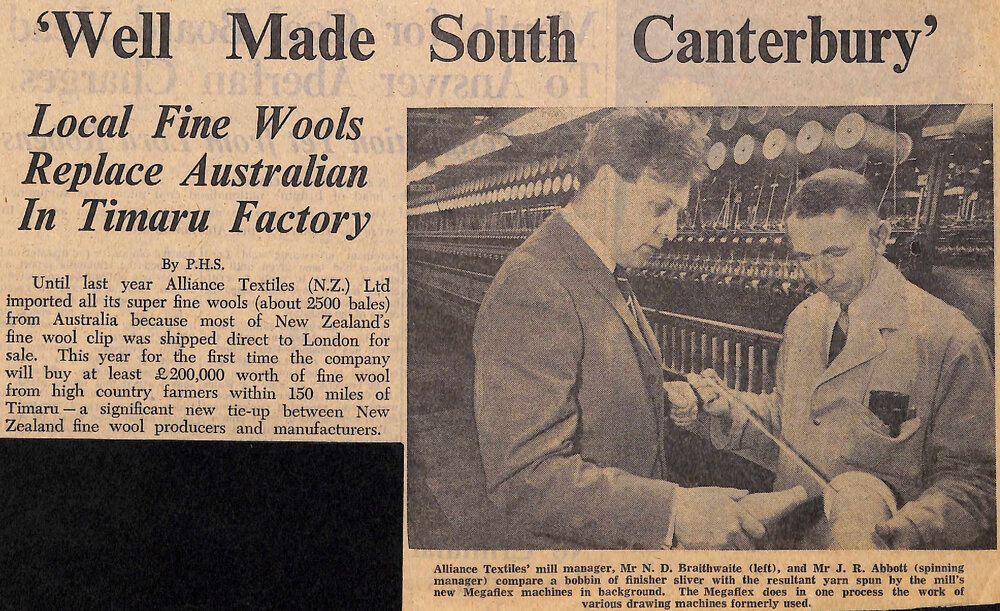 ‘Well Made South Canterbury’
Local Fine Wools
Replace Australian
In Timaru Factory
By P.H.S.
Until last year Alliance Textiles (N.Z.) Ltd
imported all its super fine wools (about 2500 bales)
from Australia because most of New Zealand’s
fine wool clip was shipped direct to London for
sale. This year for the first time the company
will buy at least £200,000 worth of fine wool
from high country farmers within 150 miles of
Timaru — a significant new tie-up between New
Zealand fine wool producers and manufacturers.
Alliance Textiles’ mill manager, Mr N. D. Braithwaite (left), and Mr J. R. Abbott (spinning
manager) compare a bobbin of finisher sliver with the resultant yarn spun by the mill’s
new Megaflex machines in background. The Megaflex does in one process the work of
various drawing machines formerly used.